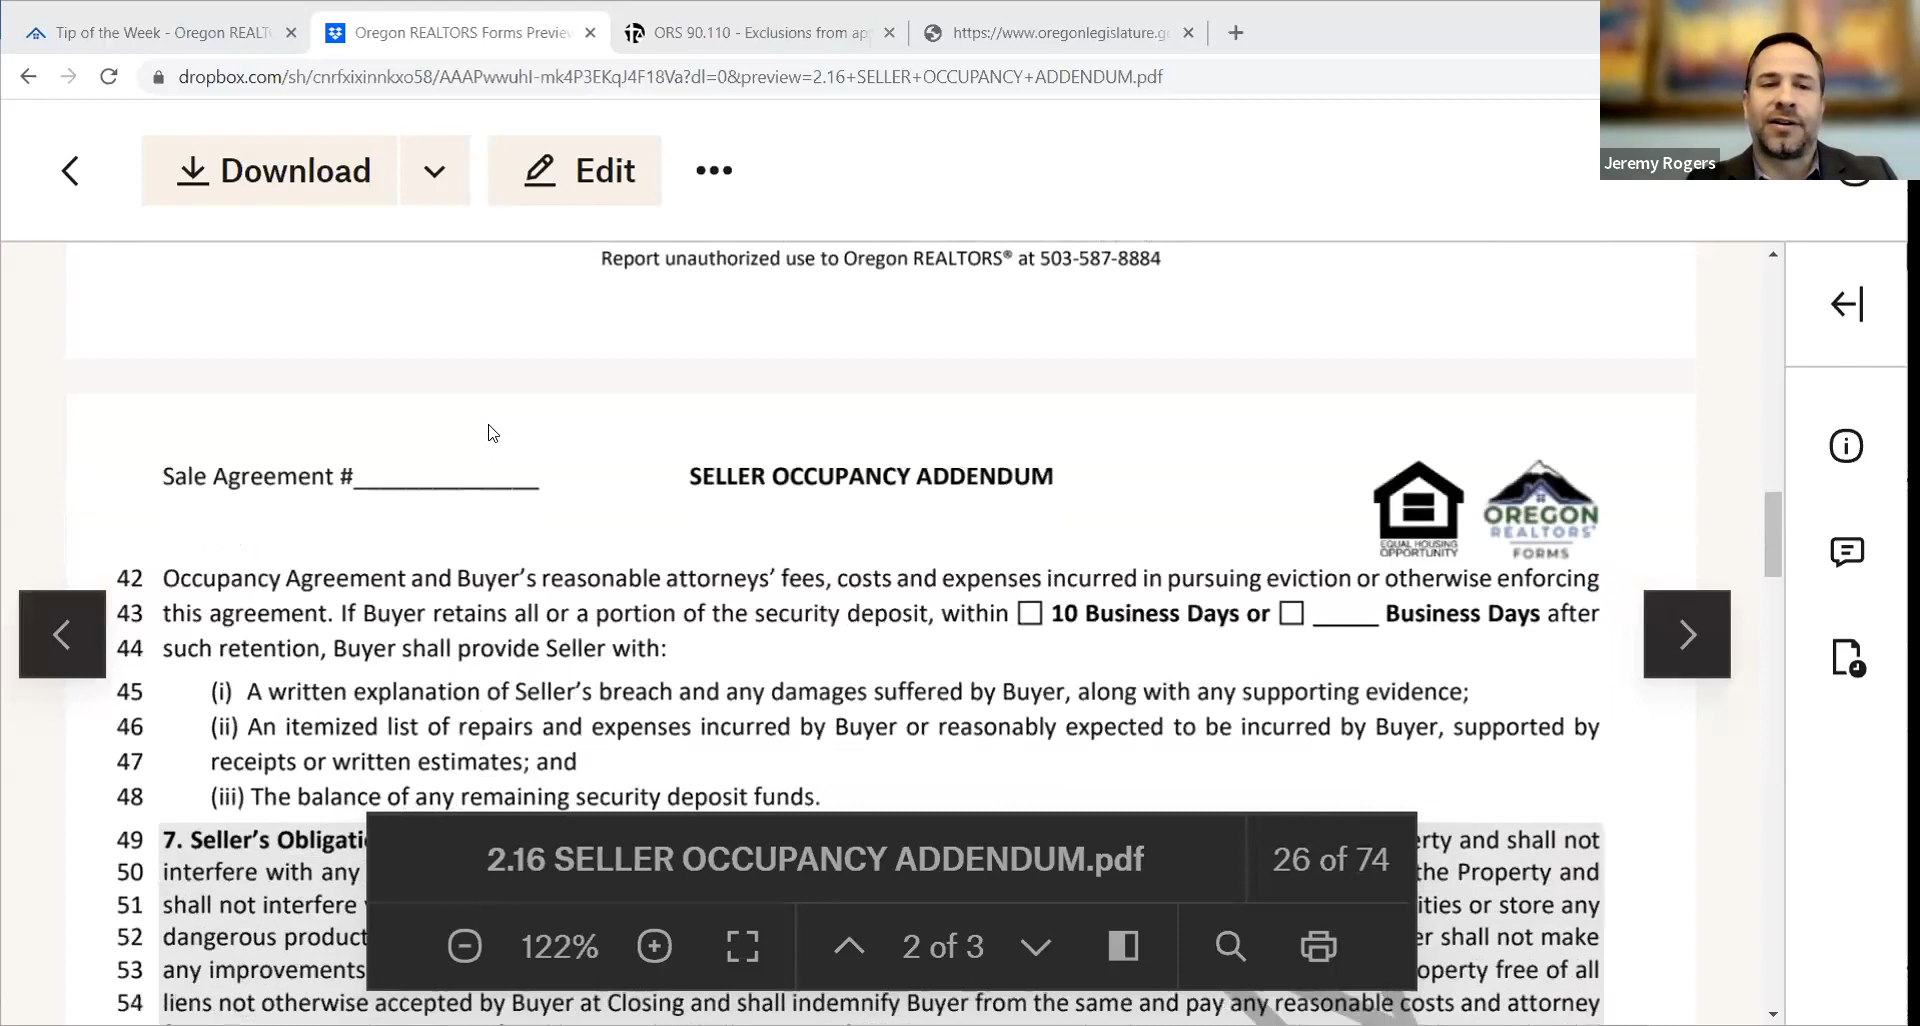 Tip of the Week - Oregon REALT
Oregon REALTORS Forms Preview
ORS 90.110 - Exclusions from ap
https://www.oregonlegislature.g
dropbox.com/sh/cnrfxixinnkxo58/AAAPwwuhI-mk4P3EKqJ4F18Va?dl=0&preview=2.16+SELLER+OCCUPANCY+ADDENDUM.pdf
Jeremy Rogers
Download
Edit
Report unauthorized use to Oregon REALTORS® at 503-587-8884
Sale Agreement #_______________
SELLER OCCUPANCY ADDENDUM
EQUAL HOUSING
OPPORTUNITY
OREGON
REALTORS
FORMS
42 Occupancy Agreement and Buyer's reasonable attorneys' fees, costs and expenses incurred in pursuing eviction or otherwise enforcing
43 this agreement. If Buyer retains all or a portion of the security deposit, within ☐ 10 Business Days or ☐ _____ Business Days after
44 such retention, Buyer shall provide Seller with:
45 (i) A written explanation of Seller's breach and any damages suffered by Buyer, along with any supporting evidence;
46 (ii) An itemized list of repairs and expenses incurred by Buyer or reasonably expected to be incurred by Buyer, supported by
47 receipts or written estimates; and
48 (iii) The balance of any remaining security deposit funds.
49 7. Seller's Obligati erty and shall not
50 interfere with any the Property and
51 shall not interfere ities or store any
52 dangerous product er shall not make
53 any improvements operty free of all
54 liens not otherwise accepted by Buyer at Closing and shall indemnify Buyer from the same and pay any reasonable costs and attorney
2.16 SELLER OCCUPANCY ADDENDUM.pdf
26 of 74
122%
2 of 3